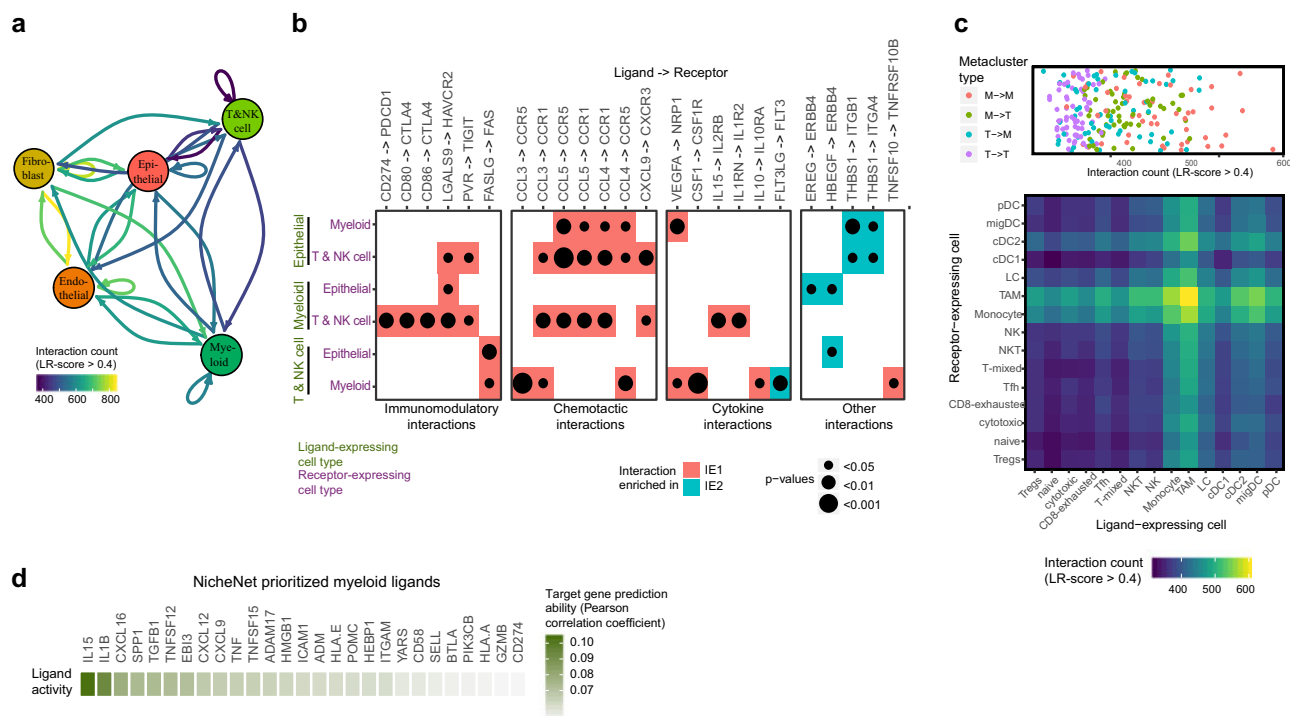 a
T&NK
cell
Fibro-
blast
Epi-
thelial
Endo-
thelial
Mye-
loid
Interaction count
(LR-score > 0.4)
400 600 800
b
Ligand -> Receptor
CD274 -> PDCD1
CD80 -> CTLA4
CD86 -> CTLA4
LGALS9 -> HAVCR2
PVR -> TIGIT
FASLG -> FAS
CCL3 -> CCR5
CCL3 -> CCR1
CCL5 -> CCR5
CCL5 -> CCR1
CCL4 -> CCR1
CCL4 -> CCR5
CXCL9 -> CXCR3
VEGFA -> NRP1
CSF1 -> CSF1R
IL15 -> IL2RB
IL1RN -> IL1R2
IL10 -> IL10RA
FLT3LG -> FLT3
EREG -> ERBB4
HBEGF -> ERBB4
THBS1 -> ITGB1
THBS1 -> ITGA4
TNFSF10 -> TNFRSF10B
Epithelial
Myeloid
T & NK cell
Myeloidl
Epithelial
T & NK cell
T & NK cell
Epithelial
Myeloid
Immunomodulatory
interactions
Chemotactic
interactions
Cytokine
interactions
Other
interactions
Ligand-expressing
cell type
Receptor-expressing
cell type
Interaction
enriched in
IE1
IE2
p-values
<0.05
<0.01
<0.001
c
Metacluster
type
M->M
M->T
T->M
T->T
400 500 600
Interaction count (LR-score > 0.4)
Receptor-expressing cell
pDC
migDC
cDC2
cDC1
LC
TAM
Monocyte
NK
NKT
T-mixed
Tfh
CD8-exhausted
cytotoxic
naive
Tregs
Tregs
naive
cytotoxic
CD8-exhausted
Tfh
T-mixed
NKT
NK
Monocyte
TAM
LC
cDC1
cDC2
migDC
pDC
Ligand-expressing cell
Interaction count
(LR-score > 0.4)
400 500 600
d
NicheNet prioritized myeloid ligands
IL15
IL1B
CXCL16
SPP1
TGFB1
TNFSF12
EBI3
CXCL12
CXCL9
TNF
TNFSF15
ADAM17
HMGB1
ICAM1
ADM
HLA.E
POMC
HEBP1
ITGAM
YARS
CD58
SELL
BTLA
PIK3CB
HLA.A
GZMB
CD274
Ligand
activity
Target gene prediction
ability (Pearson
correlation coefficient)
0.10
0.09
0.08
0.07